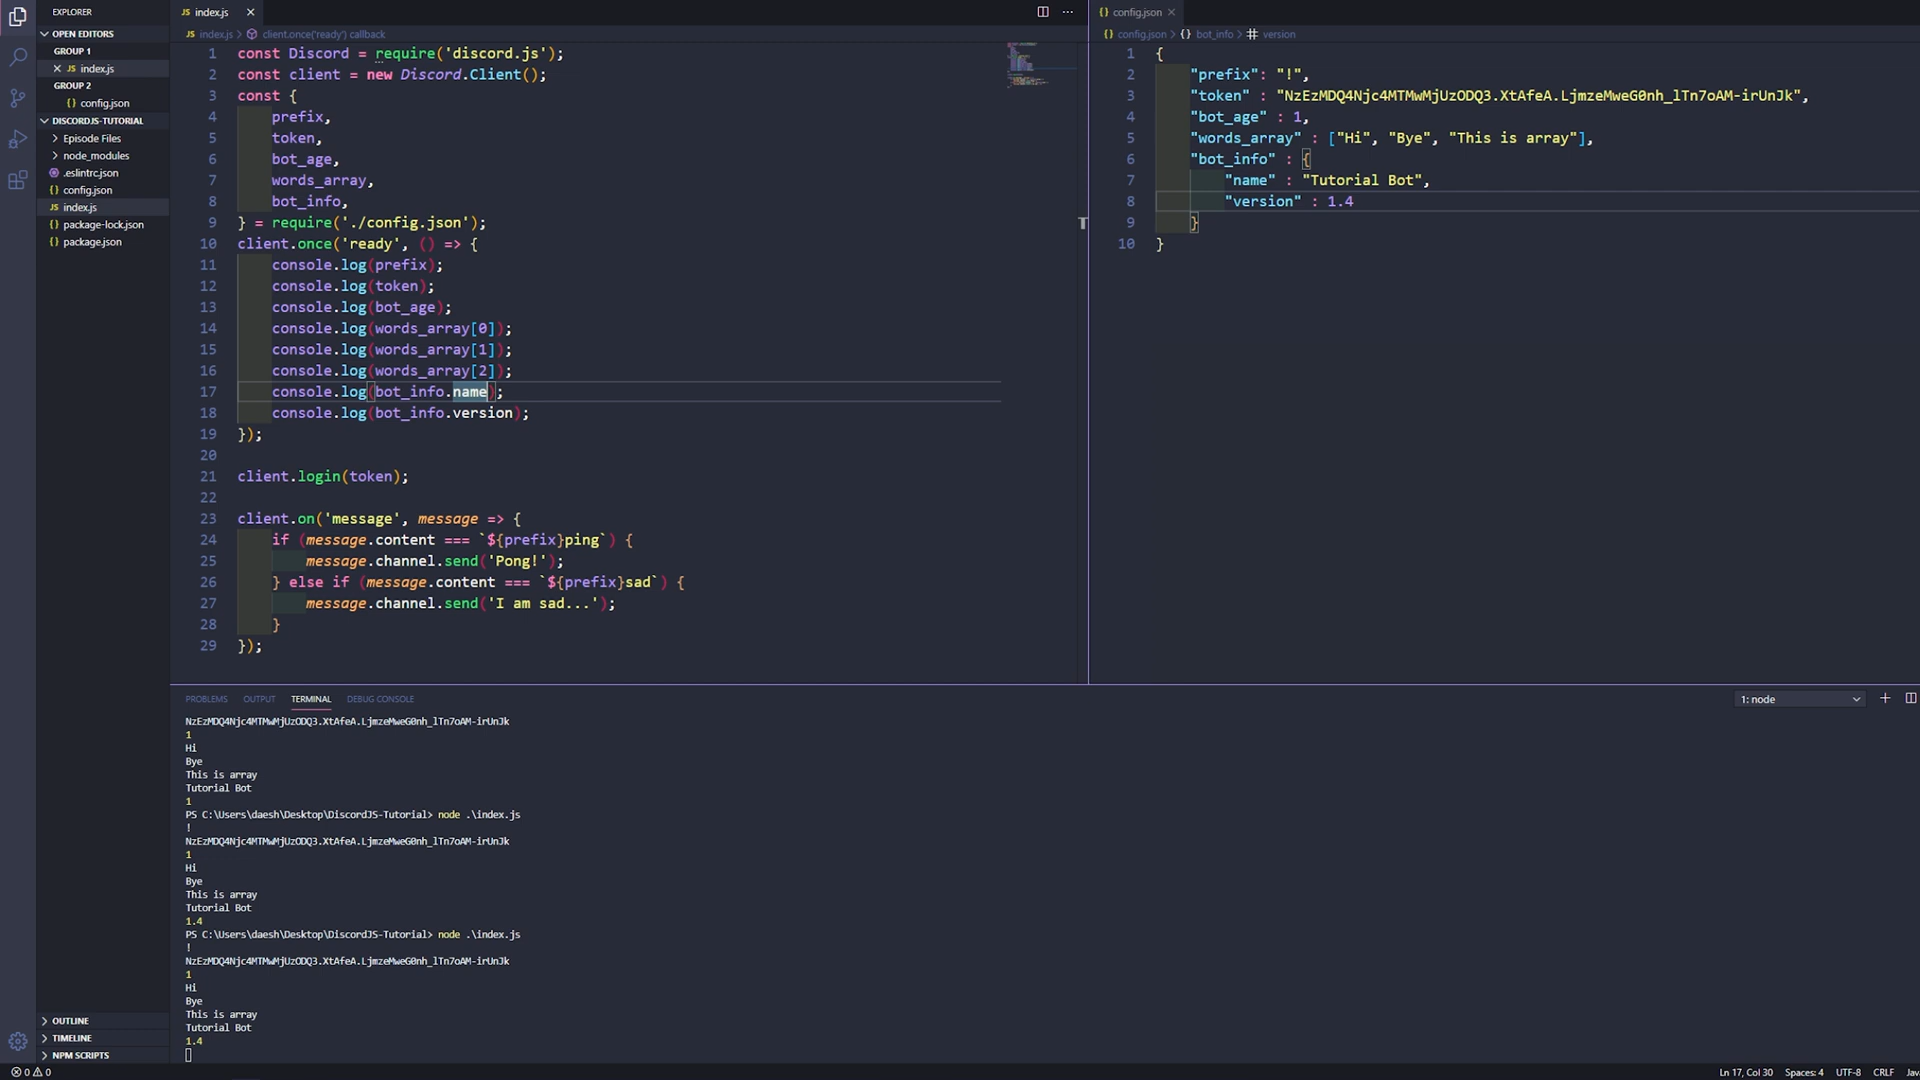 EXPLORER
OPEN EDITORS
GROUP 1
index.js
GROUP 2
config.json
DISCORDJS-TUTORIAL
Episode Files
node_modules
.eslintrc.json
config.json
index.js
package-lock.json
package.json
OUTLINE
TIMELINE
NPM SCRIPTS
JS index.js
JS index.js > client.once('ready') callback
1 const Discord = require('discord.js');
2 const client = new Discord.Client();
3 const {
4 prefix,
5 token,
6 bot_age,
7 words_array,
8 bot_info,
9 } = require('./config.json');
10 client.once('ready', () => {
11 console.log(prefix);
12 console.log(token);
13 console.log(bot_age);
14 console.log(words_array[0]);
15 console.log(words_array[1]);
16 console.log(words_array[2]);
17 console.log(bot_info.name);
18 console.log(bot_info.version);
19 });
20
21 client.login(token);
22
23 client.on('message', message => {
24 if (message.content === `${prefix}ping`) {
25 message.channel.send('Pong!');
26 } else if (message.content === `${prefix}sad`) {
27 message.channel.send('I am sad...');
28 }
29 });
{} config.json
{} config.json > {} bot_info > # version
1 {
2 "prefix": "!",
3 "token" : "NzEzMDQ4Njc4MTMwMjUzODQ3.XtAfeA.LjmzeMweG0nh_lTn7oAM-irUnJk",
4 "bot_age" : 1,
5 "words_array" : ["Hi", "Bye", "This is array"],
6 "bot_info" : {
7 "name" : "Tutorial Bot",
8 "version" : 1.4
9 }
10 }
PROBLEMS OUTPUT TERMINAL DEBUG CONSOLE
1: node
NzEzMDQ4Njc4MTMwMjUzODQ3.XtAfeA.LjmzeMweG0nh_lTn7oAM-irUnJk
1
Hi
Bye
This is array
Tutorial Bot
1
PS C:\Users\daesh\Desktop\DiscordJS-Tutorial> node .\index.js
!
NzEzMDQ4Njc4MTMwMjUzODQ3.XtAfeA.LjmzeMweG0nh_lTn7oAM-irUnJk
1
Hi
Bye
This is array
Tutorial Bot
1.4
PS C:\Users\daesh\Desktop\DiscordJS-Tutorial> node .\index.js
!
NzEzMDQ4Njc4MTMwMjUzODQ3.XtAfeA.LjmzeMweG0nh_lTn7oAM-irUnJk
1
Hi
Bye
This is array
Tutorial Bot
1.4
0 0
Ln 17, Col 30 Spaces: 4 UTF-8 CRLF Jav